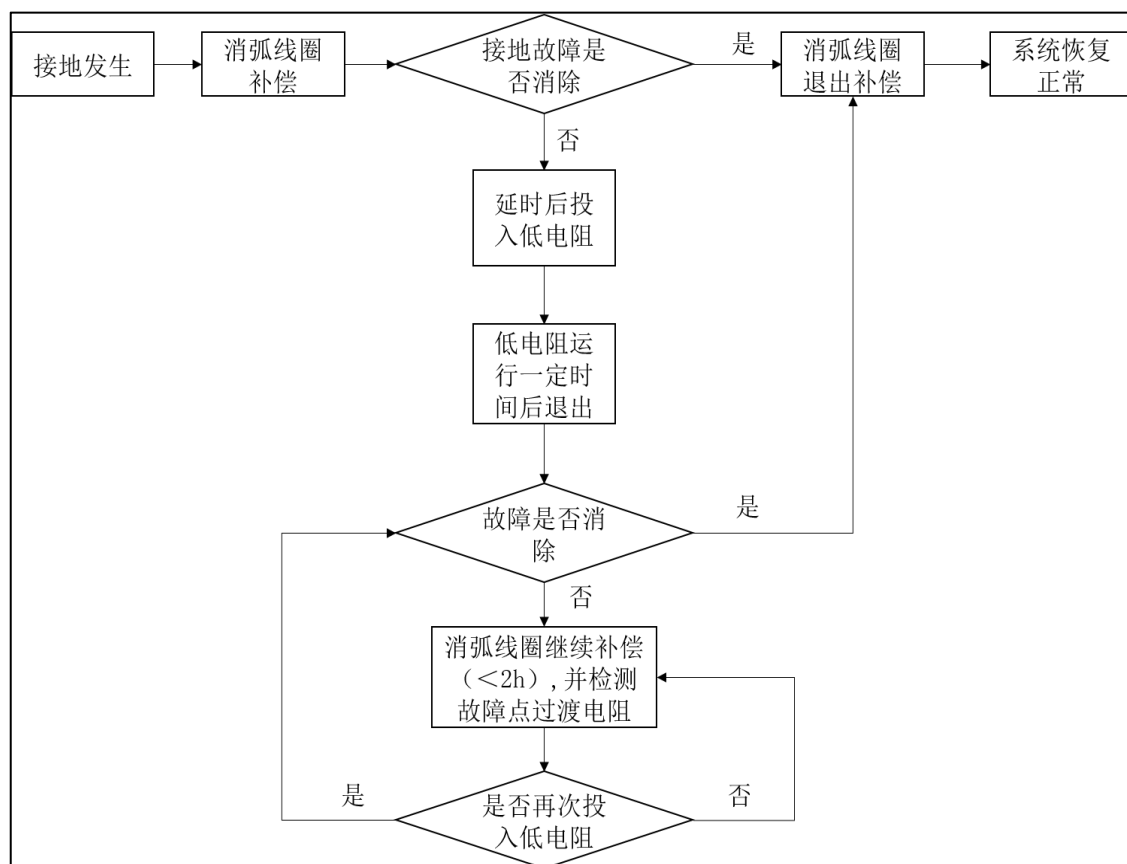 接地发生
消弧线圈
补偿
接地故障是
否消除
是
消弧线圈
退出补偿
系统恢复
正常
否
延时后投
入低电阻
低电阻运
行一定时
间后退出
故障是否消
除
是
否
消弧线圈继续补偿
（＜2h）,并检测
故障点过渡电阻
是
是否再次投
入低电阻
否